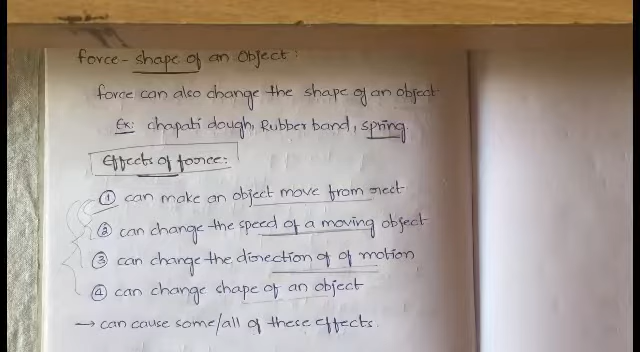 force - shape of an Object:
force can also change the shape of an object
Ex: chapati dough, Rubber band, spring.
Effects of force:
① can make an object move from rest
② can change the speed of a moving object
③ can change the direction of of motion
④ can change shape of an object
→ can cause some/all of these effects.